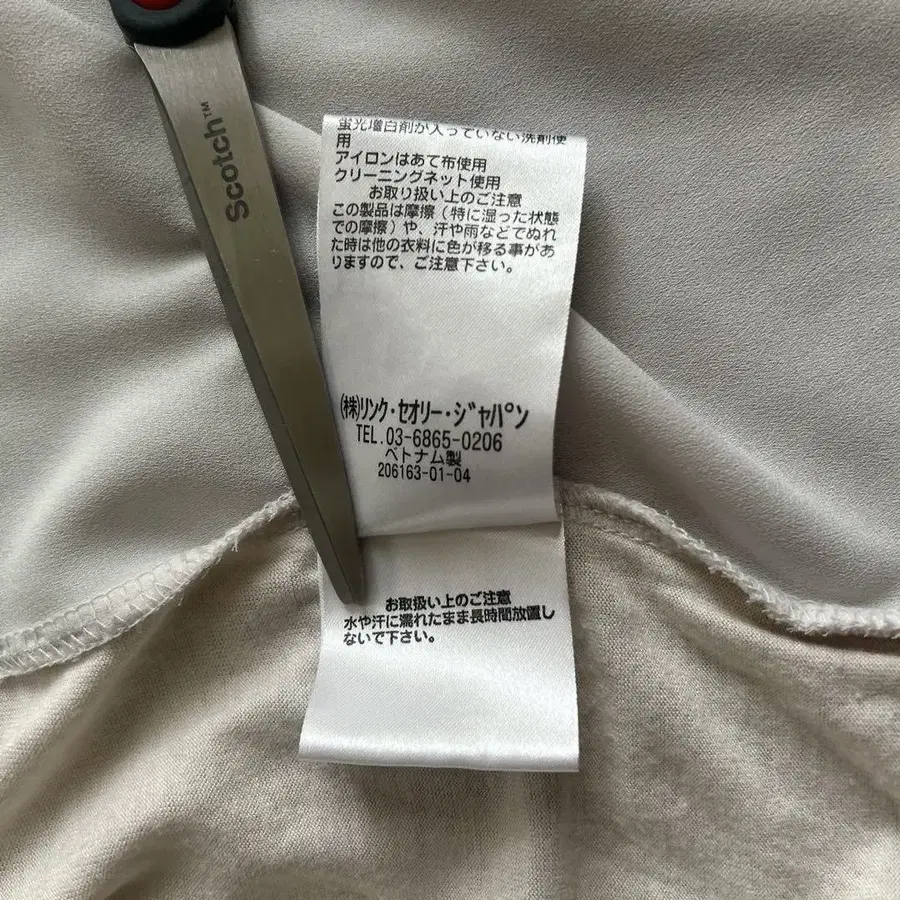 Scotch™
蛍光増白剤が入っていない洗剤使
用
アイロンはあて布使用
クリーニングネット使用
お取り扱い上のご注意
この製品は摩擦(特に湿った状態
での摩擦)や、汗や雨などでぬれ
た時は他の衣料に色が移る事があ
りますので、ご注意下さい。
(株)リンク・セオリー・ジャパン
TEL.03-6865-0206
ベトナム製
206163-01-04
お取扱い上のご注意
水や汗に濡れたまま長時間放置し
ないで下さい。